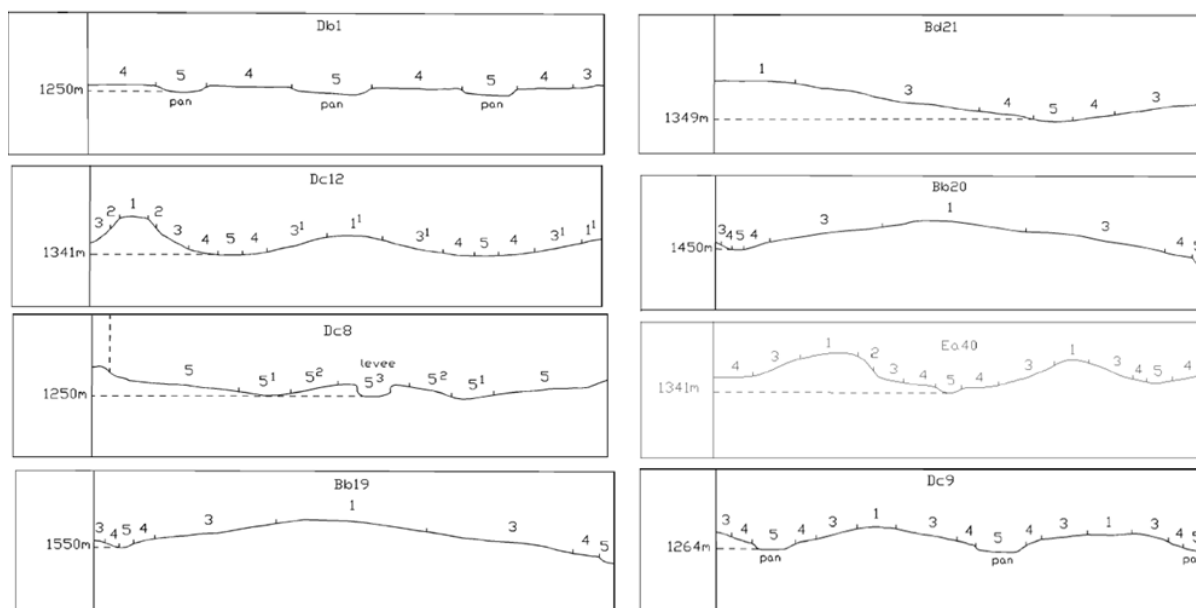 Db1
4 5 4 5 4 5 4 3
1250m
pan pan pan
Bd21
1
3
4 5 4 3
1349m
Dc12
3 2 1 2 3 4 5 4 3¹ 1¹ 3¹ 4 5 4 3¹ 1¹
1341m
Bb20
1
3 4 5 4 3 3 4 5
1450m
Dc8
levee
5 5¹ 5² 5³ 5² 5¹ 5
1250m
Ea40
4 3 1 2 3 4 5 4 3 1 3 4 5 4
1341m
Bb19
1
3 4 5 4 3 3 4 5
1550m
Dc9
3 4 5 4 3 1 3 4 5 4 3 1 3 4 5
1264m
pan pan